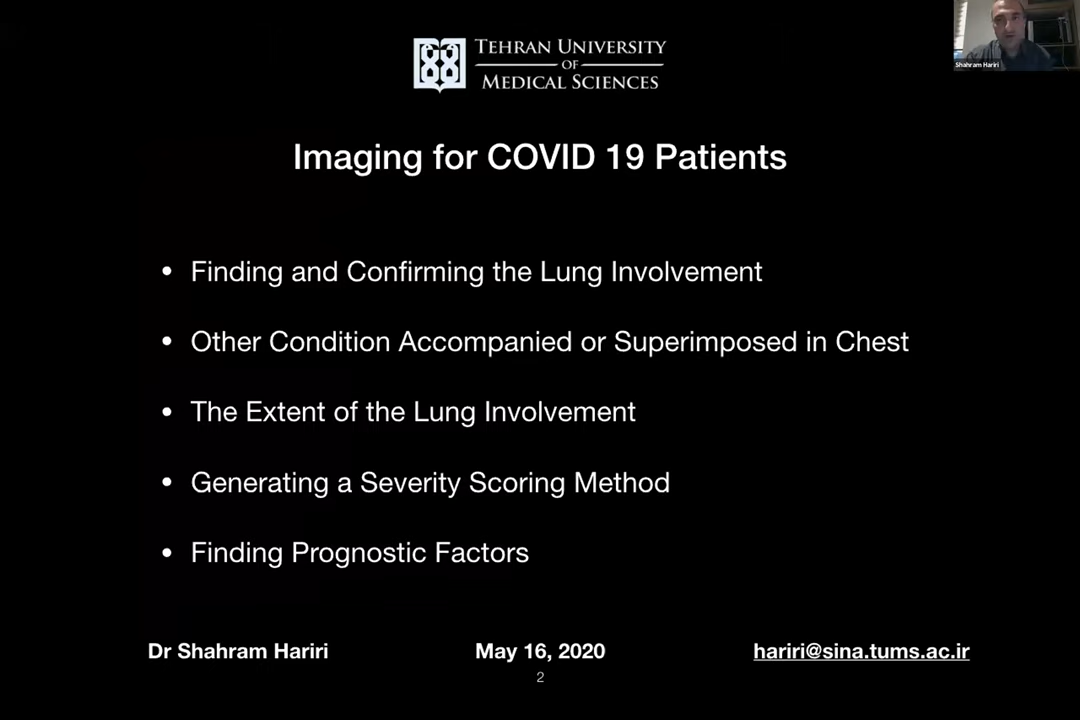 Tehran University
of
Medical Sciences
Shahram Hariri
Imaging for COVID 19 Patients
• Finding and Confirming the Lung Involvement
• Other Condition Accompanied or Superimposed in Chest
• The Extent of the Lung Involvement
• Generating a Severity Scoring Method
• Finding Prognostic Factors
Dr Shahram Hariri May 16, 2020 hariri@sina.tums.ac.ir
2